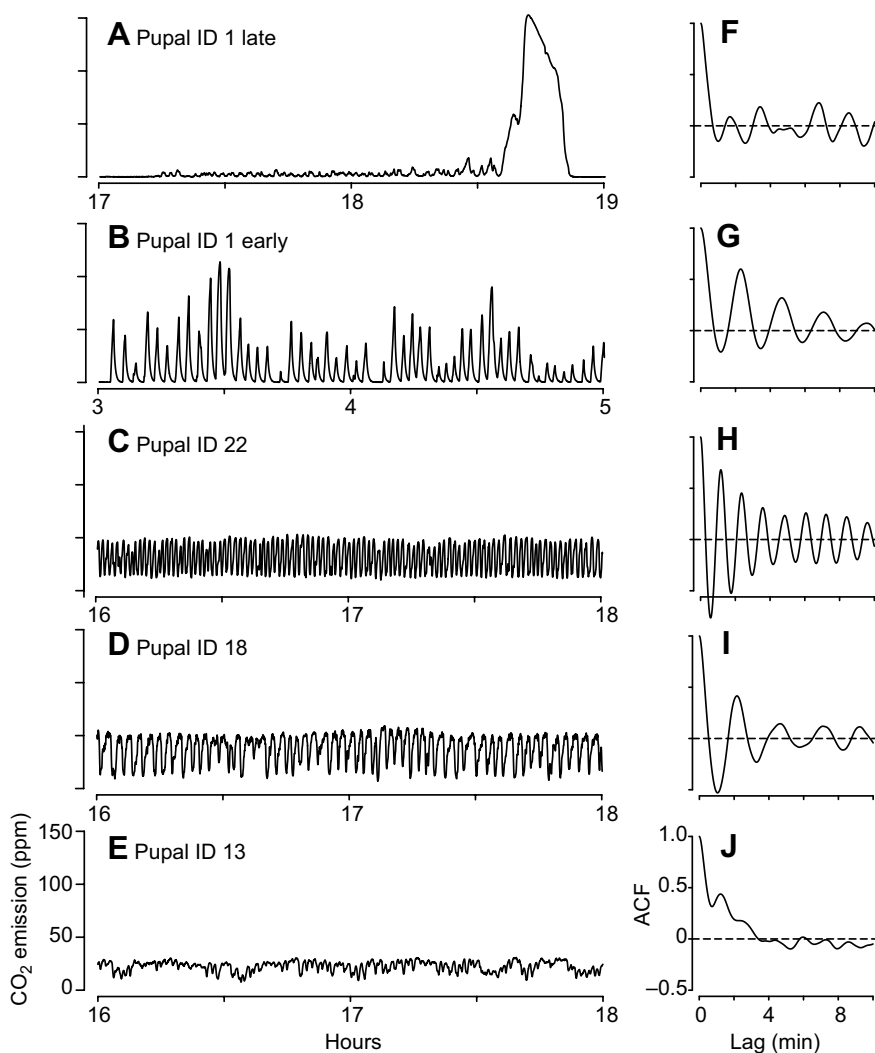 A Pupal ID 1 late
F
17 18 19
B Pupal ID 1 early
G
3 4 5
C Pupal ID 22
H
16 17 18
D Pupal ID 18
I
16 17 18
E Pupal ID 13
J
CO2 emission (ppm)
150
100
50
0
16 17 18
Hours
ACF
1.0
0.5
0
–0.5
0 4 8
Lag (min)